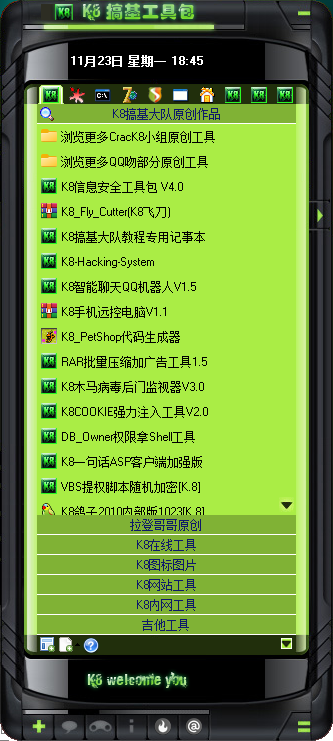 K8 搞基工具包
11月23日 星期一 18:45
K8搞基大队原创作品
浏览更多CracK8小组原创工具
浏览更多QQ吻部分原创工具
K8信息安全工具包 V4.0
K8_Fly_Cutter(K8飞刀)
K8搞基大队教程专用记事本
K8-Hacking-System
K8智能聊天QQ机器人V1.5
K8手机远控电脑V1.1
K8_PetShop代码生成器
RAR批量压缩加广告工具1.5
K8木马病毒后门监视器V3.0
K8COOKIE强力注入工具V2.0
DB_Owner权限拿Shell工具
K8一句话ASP客户端加强版
VBS提权脚本随机加密[K.8]
K8鸽子2010内部版1023[K.8]
拉登哥哥原创
K8在线工具
K8图标图片
K8网站工具
K8内网工具
吉他工具
K8 welcome you